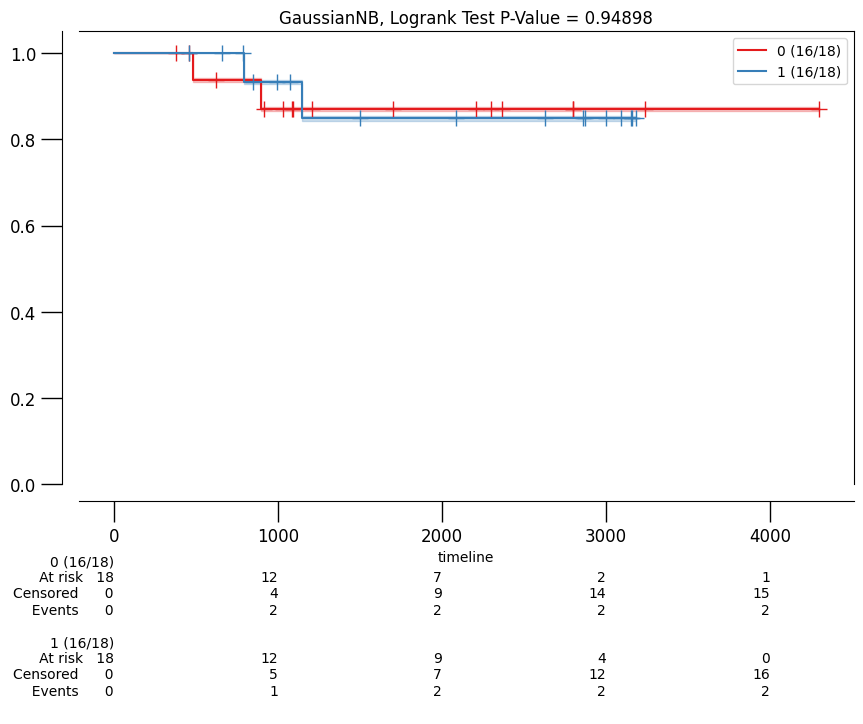 GaussianNB, Logrank Test P-Value = 0.94898
0 (16/18)
1 (16/18)
1.0
0.8
0.6
0.4
0.2
0.0
0 1000 2000 3000 4000
timeline
0 (16/18)
At risk 18 12 7 2 1
Censored 0 4 9 14 15
Events 0 2 2 2 2
1 (16/18)
At risk 18 12 9 4 0
Censored 0 5 7 12 16
Events 0 1 2 2 2